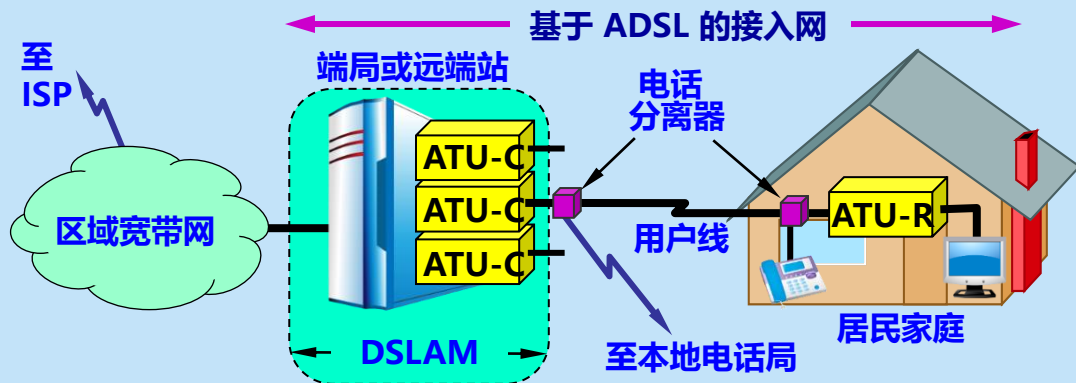 基于 ADSL 的接入网
至
ISP
端局或远端站
电话
分离器
ATU-C
ATU-C
ATU-C
区域宽带网
用户线
ATU-R
居民家庭
DSLAM
至本地电话局